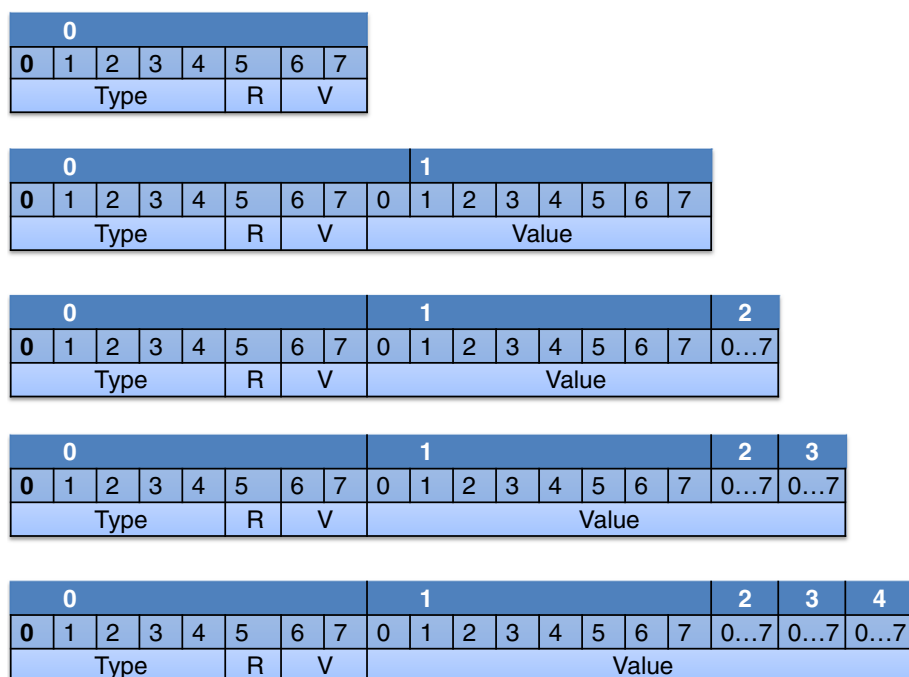 0
0 1 2 3 4 5 6 7
Type R V
0 1
0 1 2 3 4 5 6 7 0 1 2 3 4 5 6 7
Type R V Value
0 1 2
0 1 2 3 4 5 6 7 0 1 2 3 4 5 6 7 0…7
Type R V Value
0 1 2 3
0 1 2 3 4 5 6 7 0 1 2 3 4 5 6 7 0…7 0…7
Type R V Value
0 1 2 3 4
0 1 2 3 4 5 6 7 0 1 2 3 4 5 6 7 0…7 0…7 0…7
Type R V Value